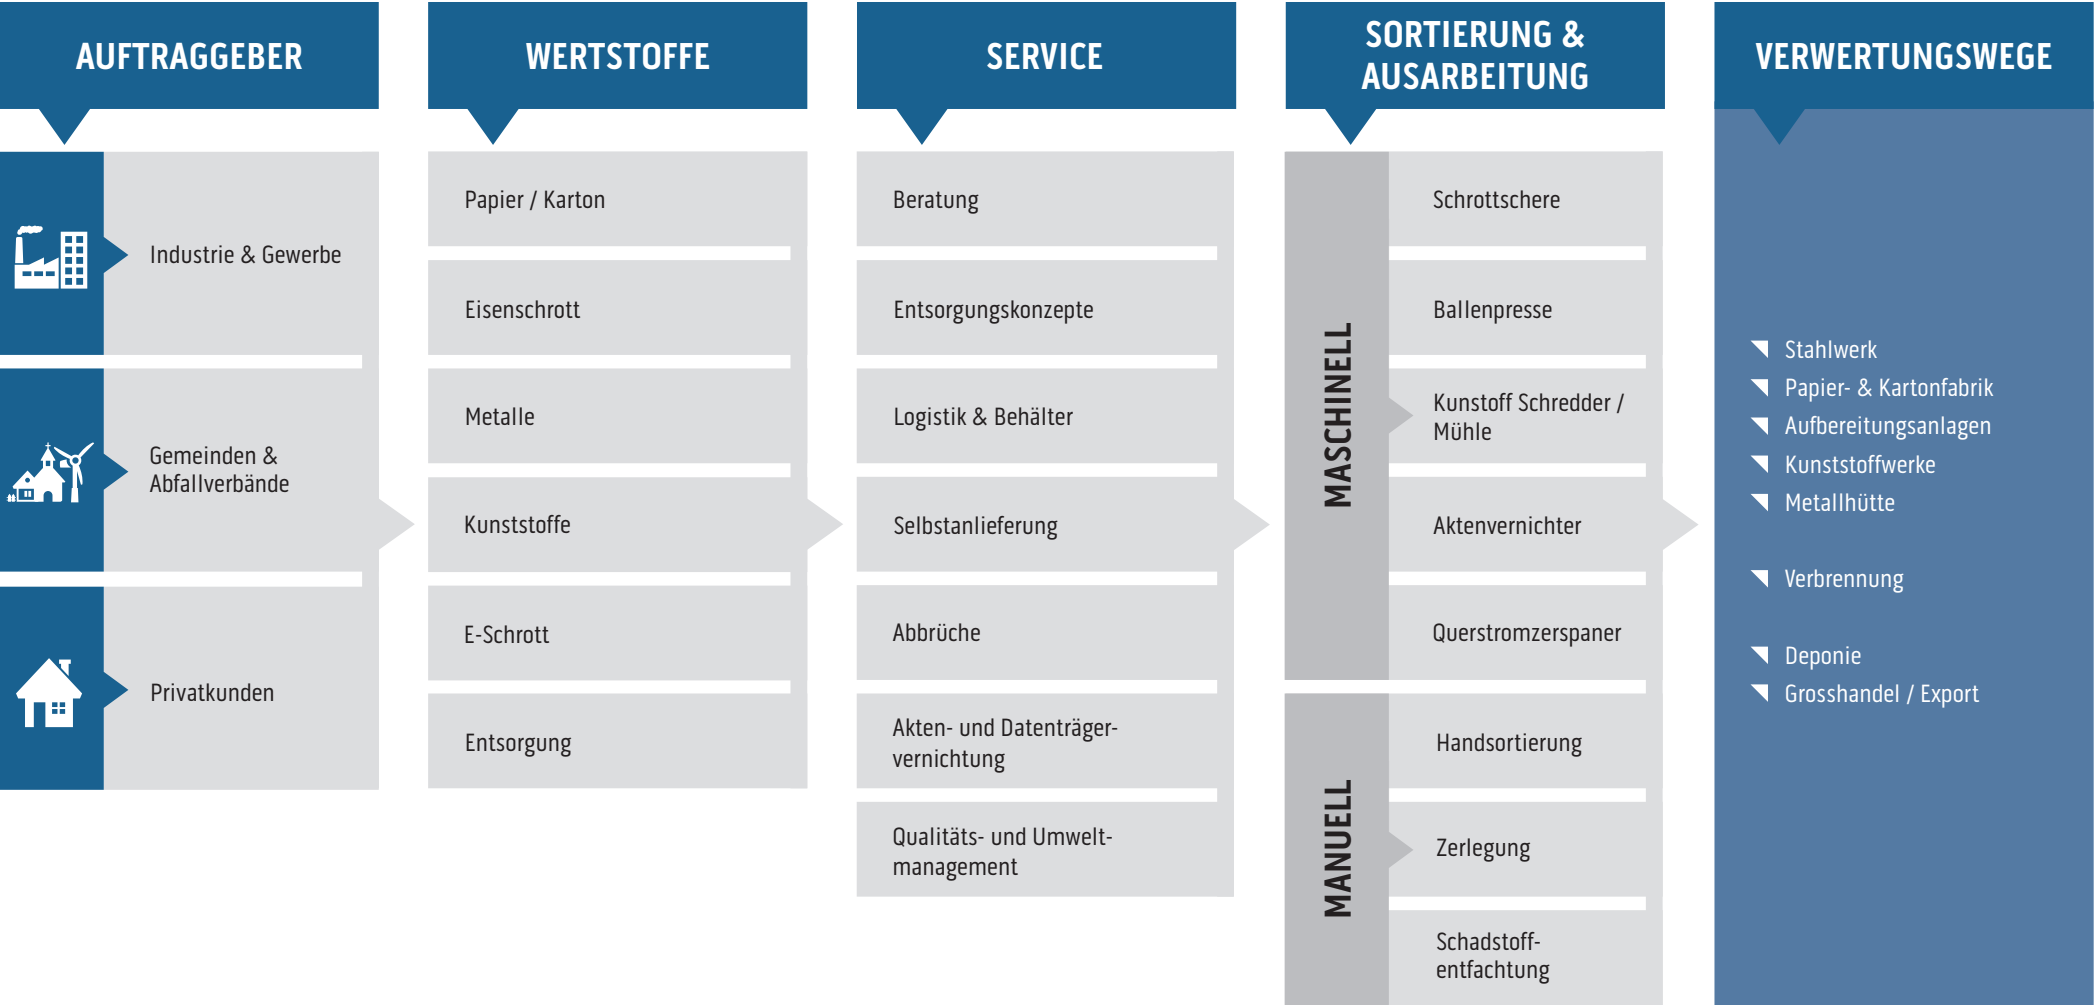 AUFTRAGGEBER
Industrie & Gewerbe
Gemeinden &
Abfallverbände
Privatkunden
WERTSTOFFE
Papier / Karton
Eisenschrott
Metalle
Kunststoffe
E-Schrott
Entsorgung
SERVICE
Beratung
Entsorgungskonzepte
Logistik & Behälter
Selbstanlieferung
Abbrüche
Akten- und Datenträger-
vernichtung
Qualitäts- und Umwelt-
management
SORTIERUNG &
AUSARBEITUNG
MASCHINELL
Schrottschere
Ballenpresse
Kunstoff Schredder /
Mühle
Aktenvernichter
Querstromzerspaner
MANUELL
Handsortierung
Zerlegung
Schadstoff-
entfachtung
VERWERTUNGSWEGE
Stahlwerk
Papier- & Kartonfabrik
Aufbereitungsanlagen
Kunststoffwerke
Metallhütte
Verbrennung
Deponie
Grosshandel / Export